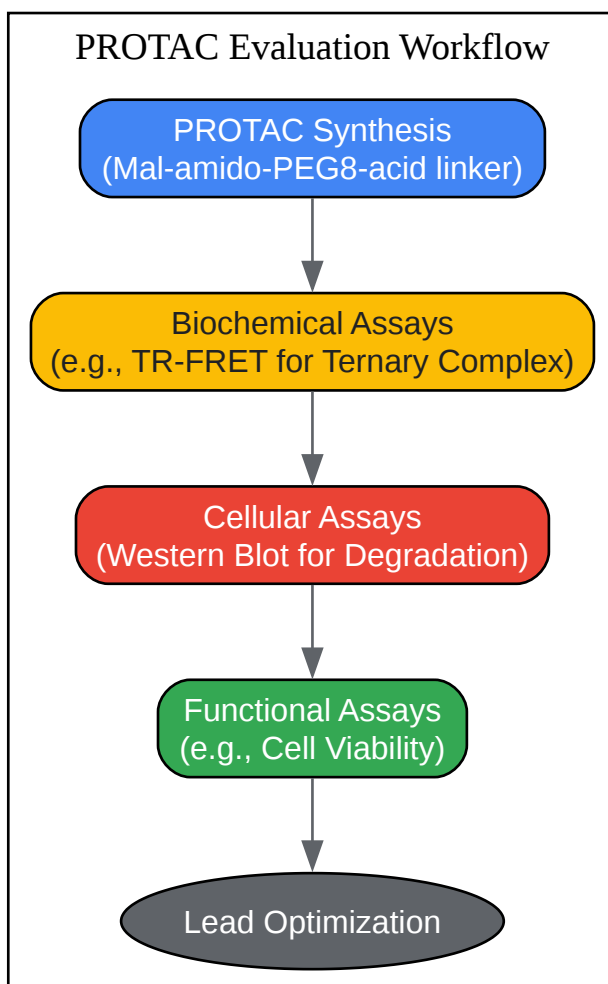 PROTAC Evaluation Workflow
PROTAC Synthesis
(Mal-amido-PEG8-acid linker)
Biochemical Assays
(e.g., TR-FRET for Ternary Complex)
Cellular Assays
(Western Blot for Degradation)
Functional Assays
(e.g., Cell Viability)
Lead Optimization